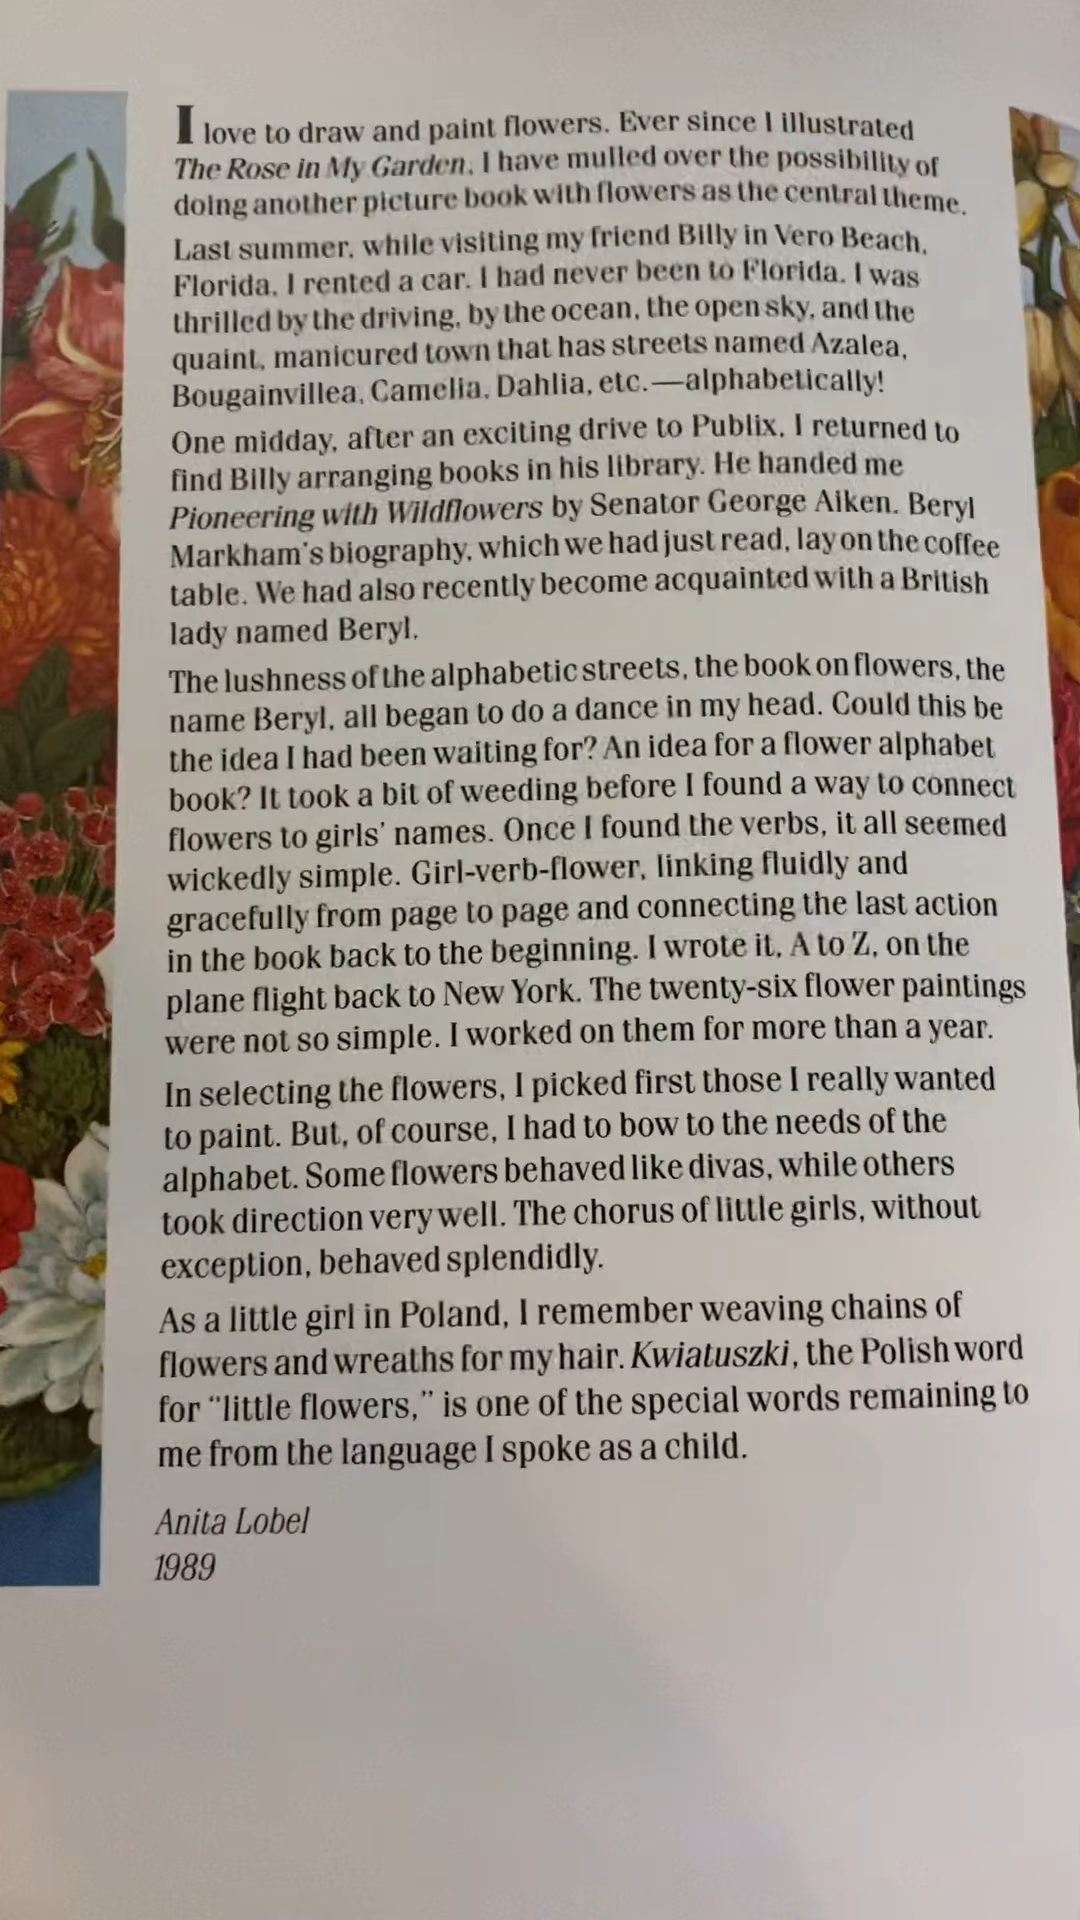 I love to draw and paint flowers. Ever since I illustrated
The Rose in My Garden, I have mulled over the possibility of
doing another picture book with flowers as the central theme.
Last summer, while visiting my friend Billy in Vero Beach,
Florida, I rented a car. I had never been to Florida. I was
thrilled by the driving, by the ocean, the open sky, and the
quaint, manicured town that has streets named Azalea,
Bougainvillea, Camelia, Dahlia, etc.—alphabetically!
One midday, after an exciting drive to Publix, I returned to
find Billy arranging books in his library. He handed me
Pioneering with Wildflowers by Senator George Aiken. Beryl
Markham's biography, which we had just read, lay on the coffee
table. We had also recently become acquainted with a British
lady named Beryl.
The lushness of the alphabetic streets, the book on flowers, the
name Beryl, all began to do a dance in my head. Could this be
the idea I had been waiting for? An idea for a flower alphabet
book? It took a bit of weeding before I found a way to connect
flowers to girls' names. Once I found the verbs, it all seemed
wickedly simple. Girl-verb-flower, linking fluidly and
gracefully from page to page and connecting the last action
in the book back to the beginning. I wrote it, A to Z, on the
plane flight back to New York. The twenty-six flower paintings
were not so simple. I worked on them for more than a year.
In selecting the flowers, I picked first those I really wanted
to paint. But, of course, I had to bow to the needs of the
alphabet. Some flowers behaved like divas, while others
took direction very well. The chorus of little girls, without
exception, behaved splendidly.
As a little girl in Poland, I remember weaving chains of
flowers and wreaths for my hair. Kwiatuszki, the Polish word
for "little flowers," is one of the special words remaining to
me from the language I spoke as a child.
Anita Lobel
1989